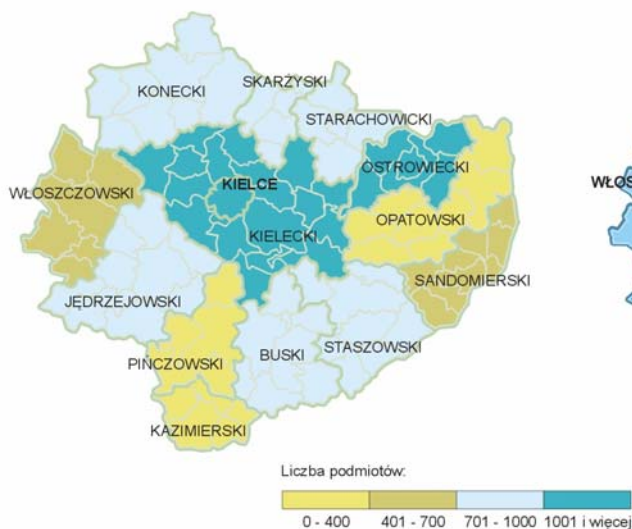 SKARŻYSKI
KONECKI
STARACHOWICKI
OSTROWIECKI
KIELCE
WŁOSZCZOWSKI
WŁOS
OPATOWSKI
KIELECKI
SANDOMIERSKI
JĘDRZEJOWSKI
STASZOWSKI
BUSKI
PIŃCZOWSKI
KAZIMIERSKI
Liczba podmiotów:
0 - 400 401 - 700 701 - 1000 1001 i więcej